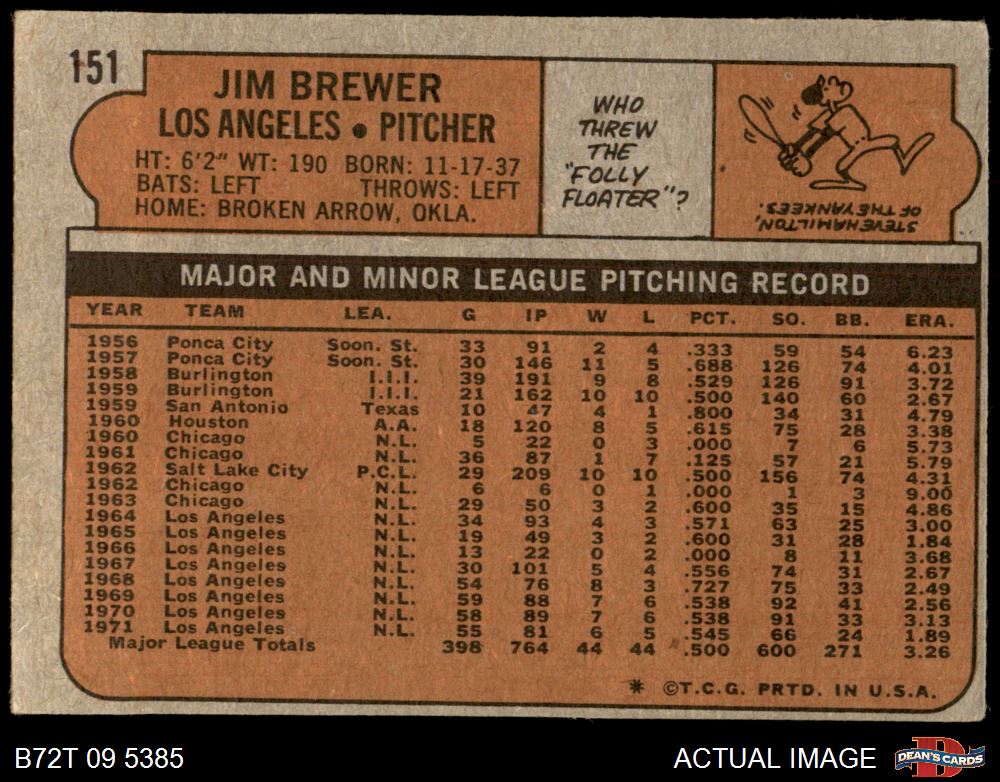 151
JIM BREWER
LOS ANGELES • PITCHER
HT: 6'2" WT: 190 BORN: 11-17-37
BATS: LEFT THROWS: LEFT
HOME: BROKEN ARROW, OKLA.
WHO
THREW
THE
"FOLLY
FLOATER"?
STEVE HAMILTON,
OF THE YANKEES.
MAJOR AND MINOR LEAGUE PITCHING RECORD
YEAR TEAM LEA. G IP W L PCT. SO. BB. ERA.
1956 Ponca City Soon. St. 33 91 2 4 .333 59 54 6.23
1957 Ponca City Soon. St. 30 146 11 5 .688 126 74 4.01
1958 Burlington I.I.I. 39 191 9 8 .529 126 91 3.72
1959 Burlington I.I.I. 21 162 10 10 .500 140 60 2.67
1959 San Antonio Texas 10 47 4 1 .800 34 31 4.79
1960 Houston A.A. 18 120 8 5 .615 75 28 3.38
1960 Chicago N.L. 5 22 0 3 .000 7 6 5.73
1961 Chicago N.L. 36 87 1 7 .125 57 21 5.79
1962 Salt Lake City P.C.L. 29 209 10 10 .500 156 74 4.31
1962 Chicago N.L. 6 6 0 1 .000 1 3 9.00
1963 Chicago N.L. 29 50 3 2 .600 35 15 4.86
1964 Los Angeles N.L. 34 93 4 3 .571 63 25 3.00
1965 Los Angeles N.L. 19 49 3 2 .600 31 28 1.84
1966 Los Angeles N.L. 13 22 0 2 .000 8 11 3.68
1967 Los Angeles N.L. 30 101 5 4 .556 74 31 2.67
1968 Los Angeles N.L. 54 76 8 3 .727 75 33 2.49
1969 Los Angeles N.L. 59 88 7 6 .538 92 41 2.56
1970 Los Angeles N.L. 58 89 7 6 .538 91 33 3.13
1971 Los Angeles N.L. 55 81 6 5 .545 66 24 1.89
Major League Totals 398 764 44 44 .500 600 271 3.26
* ©T.C.G. PRTD. IN U.S.A.
B72T 09 5385 ACTUAL IMAGE
D
DEAN'S CARDS